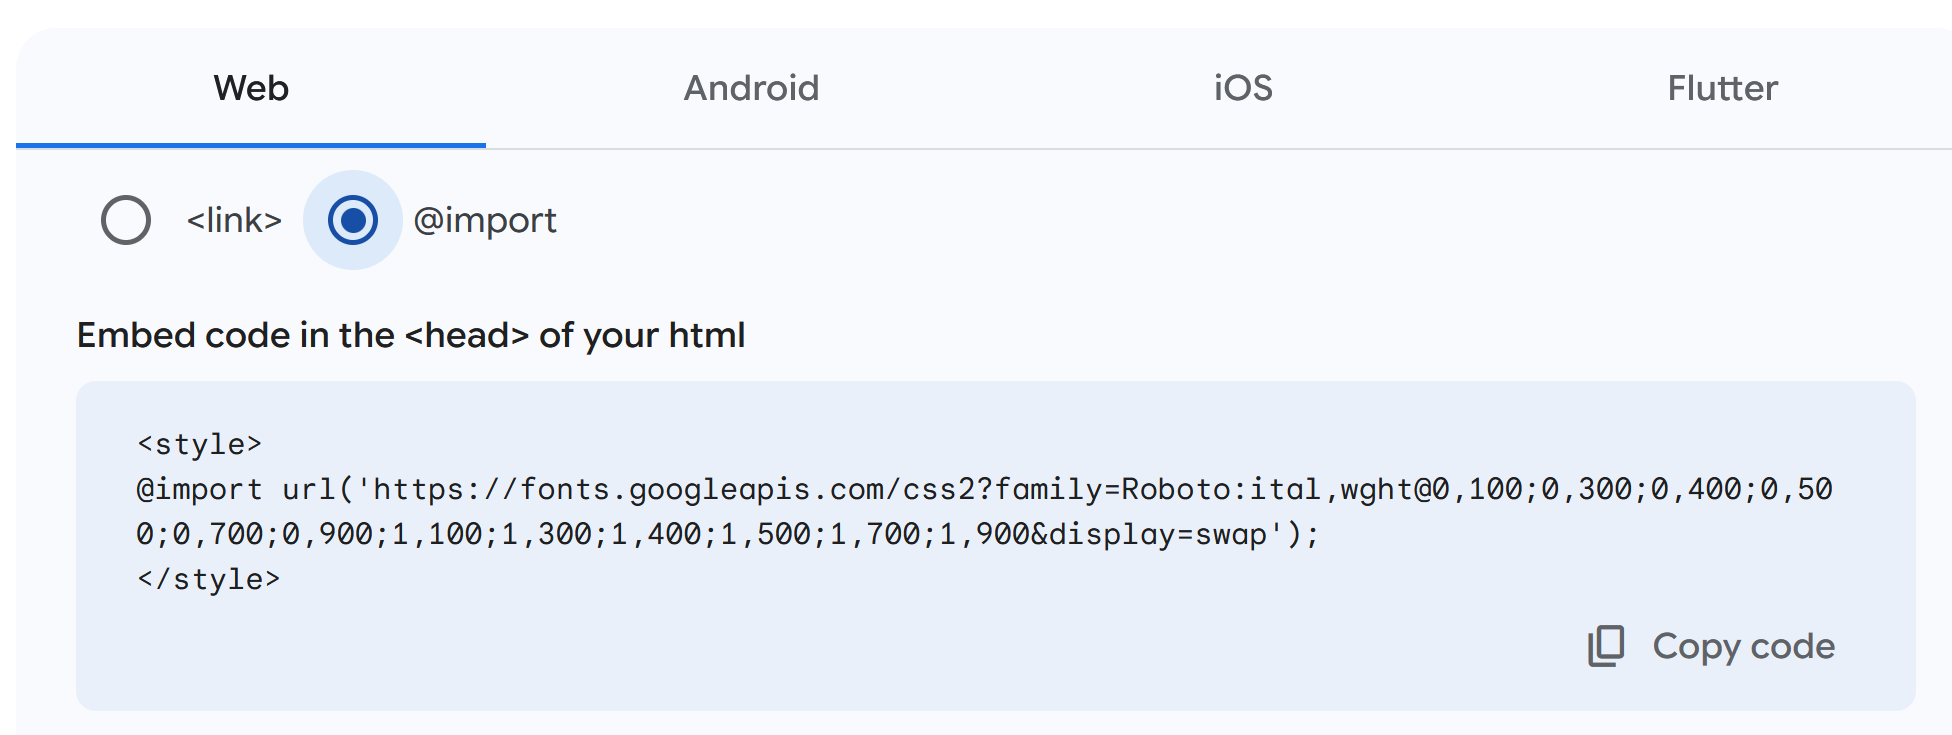 Web Android iOS Flutter
<link> @import
Embed code in the <head> of your html
<style>
@import url('https://fonts.googleapis.com/css2?family=Roboto:ital,wght@0,100;0,300;0,400;0,50
0;0,700;0,900;1,100;1,300;1,400;1,500;1,700;1,900&display=swap');
</style>
Copy code